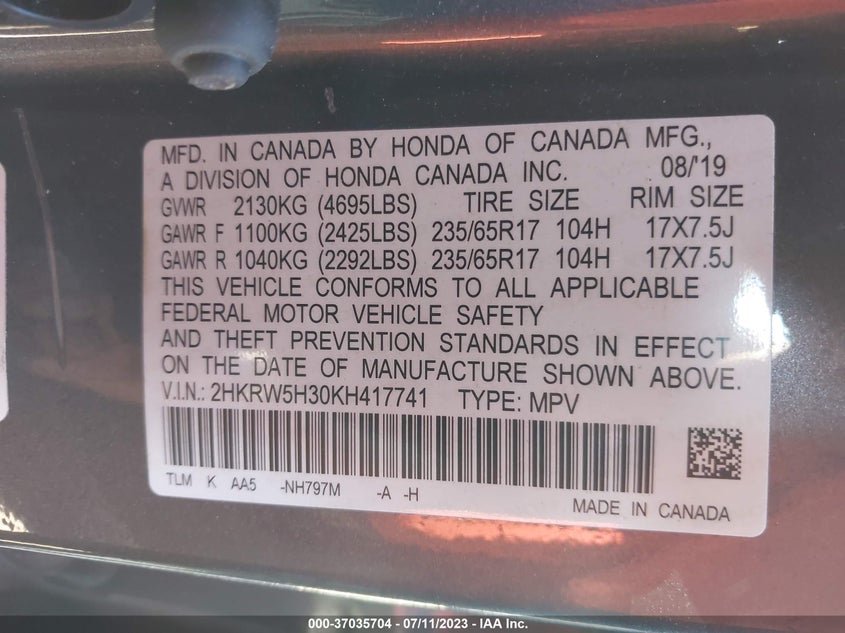 MFD. IN CANADA BY HONDA OF CANADA MFG.,
A DIVISION OF HONDA CANADA INC. 08/'19
GVWR 2130KG (4695LBS) TIRE SIZE RIM SIZE
GAWR F 1100KG (2425LBS) 235/65R17 104H 17X7.5J
GAWR R 1040KG (2292LBS) 235/65R17 104H 17X7.5J
THIS VEHICLE CONFORMS TO ALL APPLICABLE
FEDERAL MOTOR VEHICLE SAFETY
AND THEFT PREVENTION STANDARDS IN EFFECT
ON THE DATE OF MANUFACTURE SHOWN ABOVE.
V.I.N.: 2HKRW5H30KH417741 TYPE: MPV
TLM K AA5 -NH797M -A -H
MADE IN CANADA
000-37035704 - 07/11/2023 - IAA Inc.